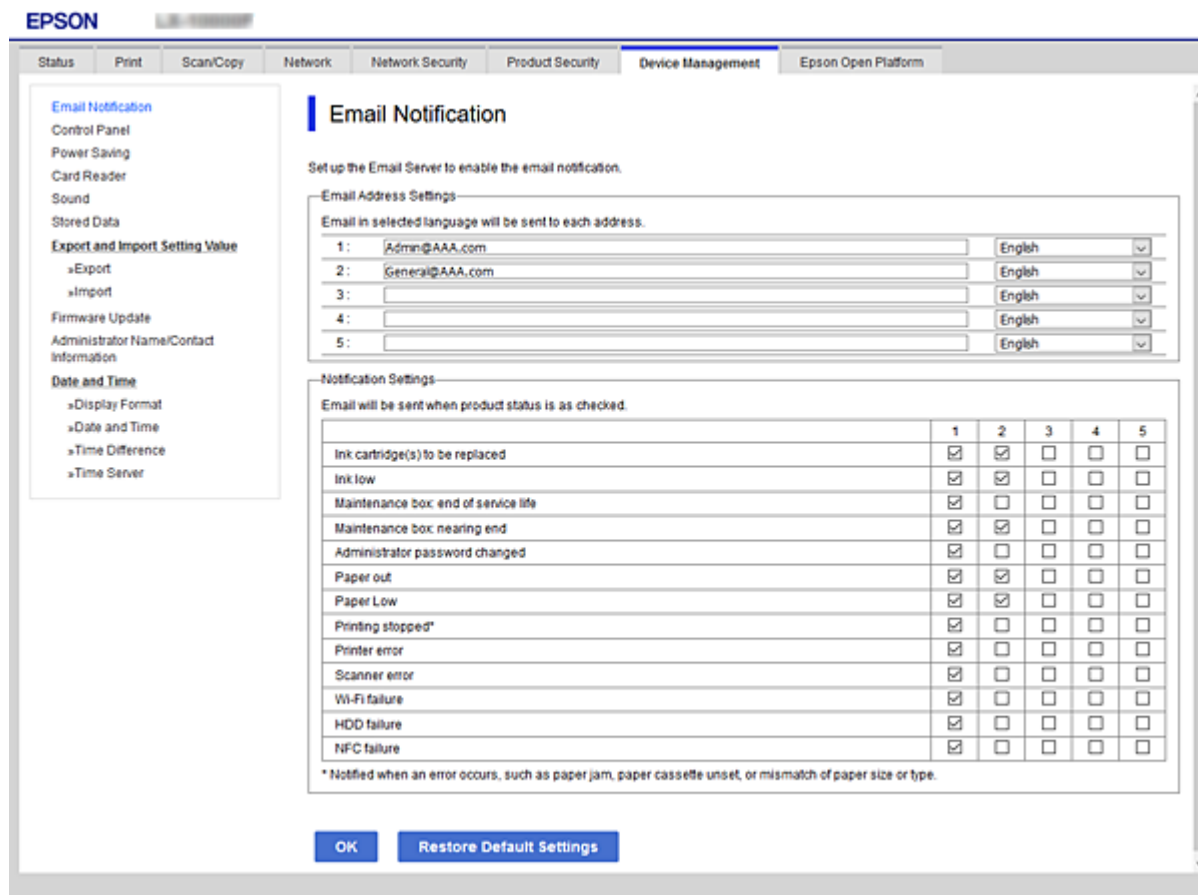 EPSON
Status Print Scan/Copy Network Network Security Product Security Device Management Epson Open Platform
Email Notification
Control Panel
Power Saving
Card Reader
Sound
Stored Data
Export and Import Setting Value
»Export
»Import
Firmware Update
Administrator Name/Contact
Information
Date and Time
»Display Format
»Date and Time
»Time Difference
»Time Server
Email Notification
Set up the Email Server to enable the email notification.
Email Address Settings
Email in selected language will be sent to each address.
1 : Admin@AAA.com English
2 : General@AAA.com English
3 : English
4 : English
5 : English
Notification Settings
Email will be sent when product status is as checked.
1 2 3 4 5
Ink cartridge(s) to be replaced
Ink low
Maintenance box: end of service life
Maintenance box: nearing end
Administrator password changed
Paper out
Paper Low
Printing stopped*
Printer error
Scanner error
Wi-Fi failure
HDD failure
NFC failure
* Notified when an error occurs, such as paper jam, paper cassette unset, or mismatch of paper size or type.
OK Restore Default Settings